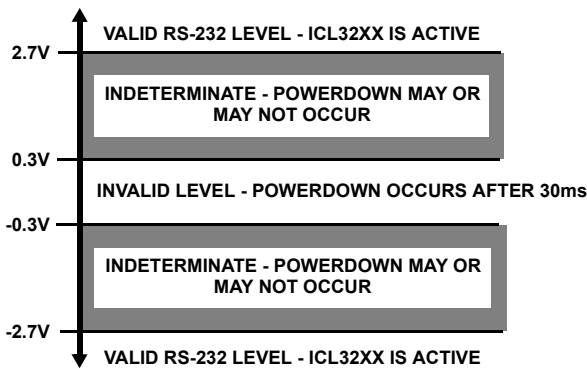 VALID RS-232 LEVEL - ICL32XX IS ACTIVE
2.7V
INDETERMINATE - POWERDOWN MAY OR
MAY NOT OCCUR
0.3V
INVALID LEVEL - POWERDOWN OCCURS AFTER 30ms
-0.3V
INDETERMINATE - POWERDOWN MAY OR
MAY NOT OCCUR
-2.7V
VALID RS-232 LEVEL - ICL32XX IS ACTIVE